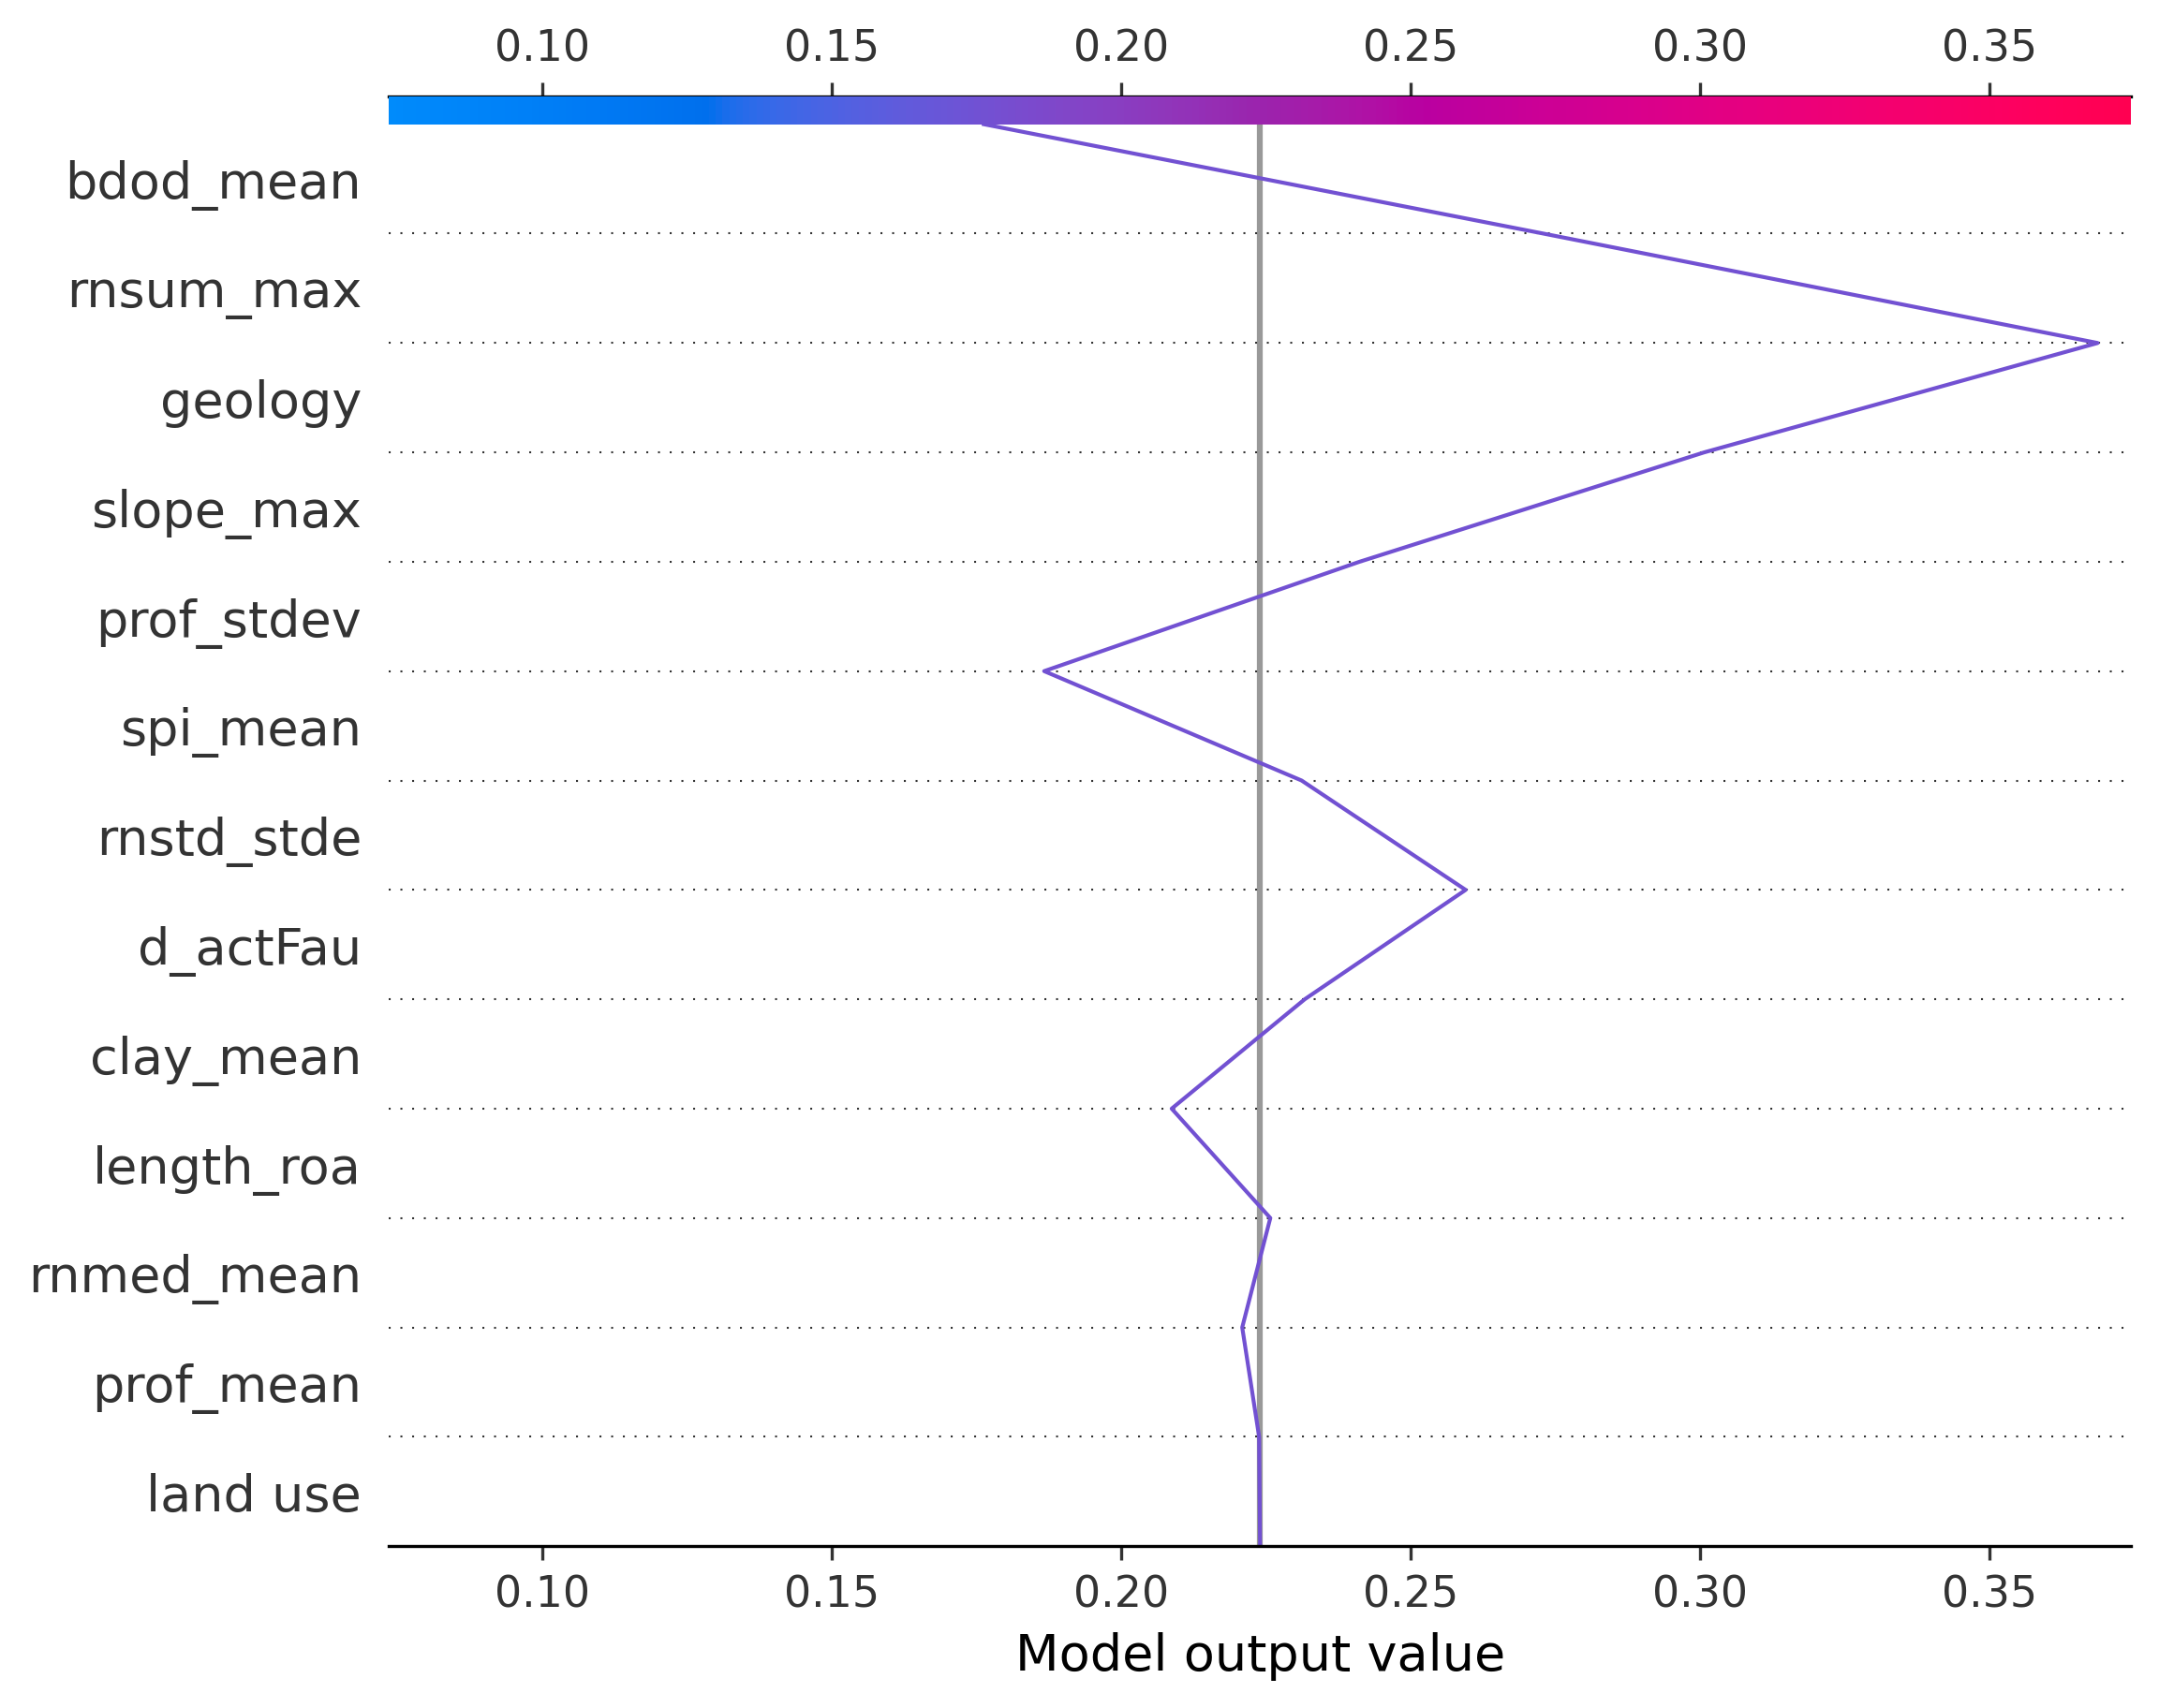 0.10 0.15 0.20 0.25 0.30 0.35
bdod_mean
rnsum_max
geology
slope_max
prof_stdev
spi_mean
rnstd_stde
d_actFau
clay_mean
length_roa
rnmed_mean
prof_mean
land use
0.10 0.15 0.20 0.25 0.30 0.35
Model output value